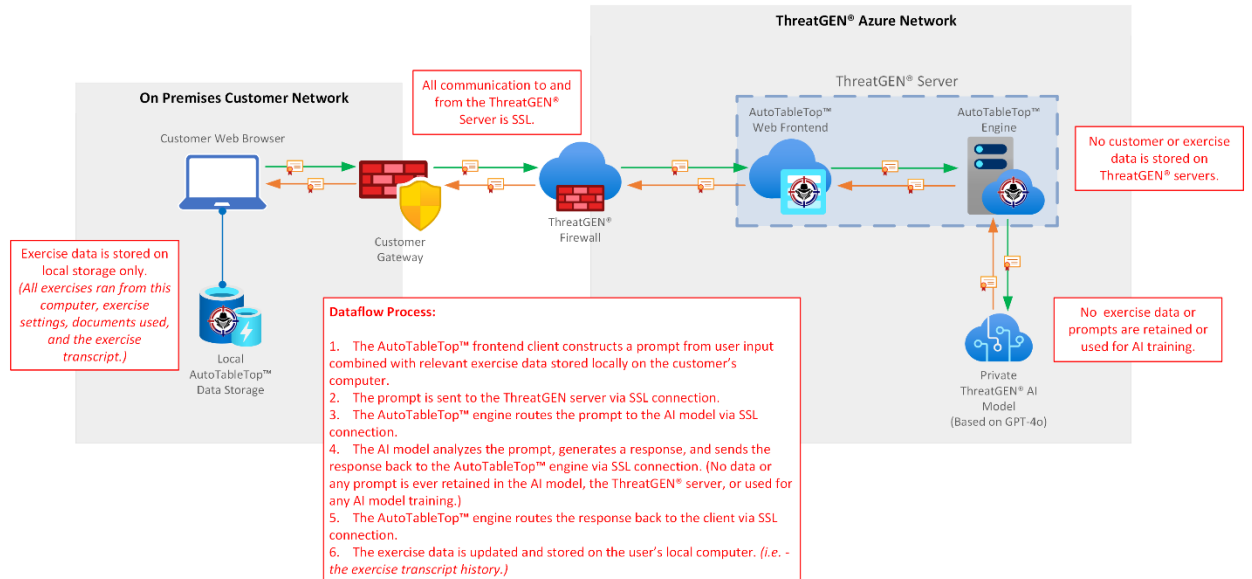 ThreatGEN® Azure Network
ThreatGEN® Server
On Premises Customer Network
All communication to and
from the ThreatGEN®
Server is SSL.
Customer Web Browser
AutoTableTop™
Web Frontend
AutoTableTop™
Engine
No customer or exercise
data is stored on
ThreatGEN® servers.
ThreatGEN®
Firewall
Customer
Gateway
Exercise data is stored on
local storage only.
(All exercises ran from this
computer, exercise
settings, documents used,
and the exercise
transcript.)
Local
AutoTableTop™
Data Storage
No  exercise data or
prompts are retained or
used for AI training.
Private
ThreatGEN® AI
Model
(Based on GPT-4o)
Dataflow Process:
1. The AutoTableTop™ frontend client constructs a prompt from user input
combined with relevant exercise data stored locally on the customer's
computer.
2. The prompt is sent to the ThreatGEN server via SSL connection.
3. The AutoTableTop™ engine routes the prompt to the AI model via SSL
connection.
4. The AI model analyzes the prompt, generates a response, and sends the
response back to the AutoTableTop™ engine via SSL connection. (No data or
any prompt is ever retained in the AI model, the ThreatGEN® server, or used for
any AI model training.)
5. The AutoTableTop™ engine routes the response back to the client via SSL
connection.
6. The exercise data is updated and stored on the user's local computer. (i.e. -
the exercise transcript history.)